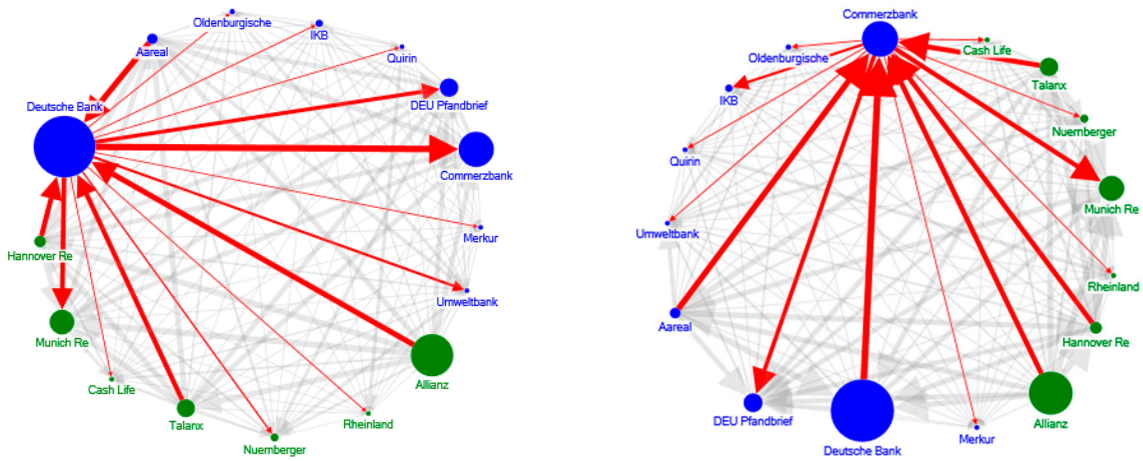 Oldenburgische
IKB
Aareal
Quirin
Deutsche Bank
DEU Pfandbrief
Commerzbank
Merkur
Hannover Re
Umweltbank
Munich Re
Cash Life
Allianz
Talanx
Rheinland
Nuernberger
Commerzbank
Oldenburgische
Cash Life
Talanx
IKB
Nuernberger
Quirin
Munich Re
Umweltbank
Rheinland
Aareal
Hannover Re
DEU Pfandbrief
Allianz
Merkur
Deutsche Bank